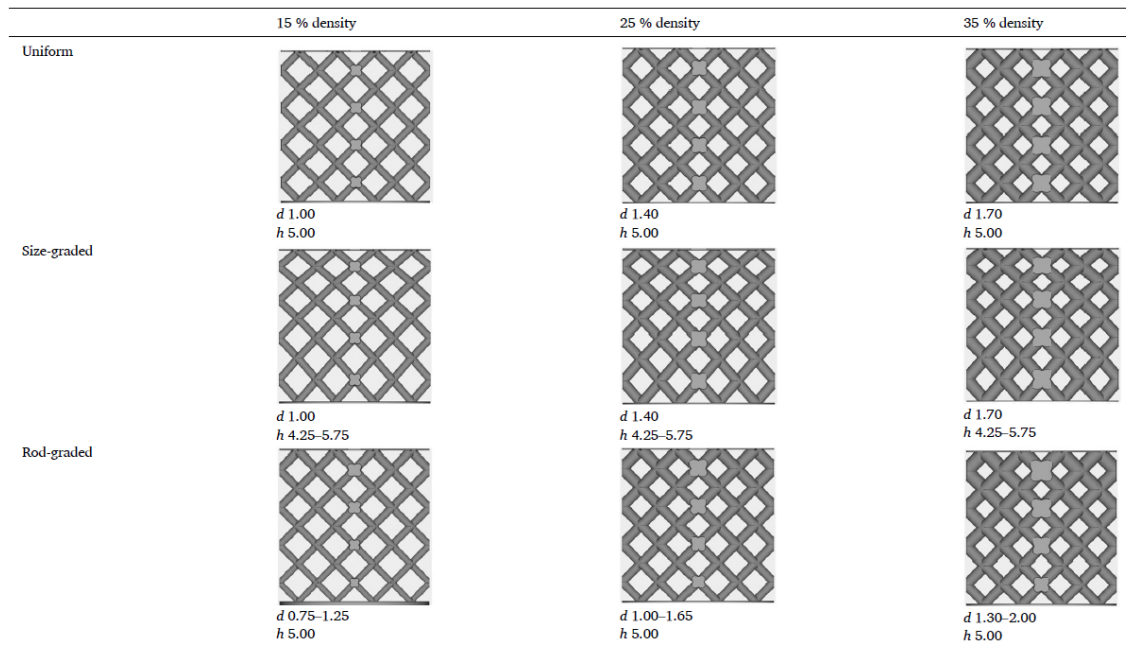 15 % density 25 % density 35 % density
Uniform
d 1.00 d 1.40 d 1.70
h 5.00 h 5.00 h 5.00
Size-graded
d 1.00 d 1.40 d 1.70
h 4.25–5.75 h 4.25–5.75 h 4.25–5.75
Rod-graded
d 0.75–1.25 d 1.00–1.65 d 1.30–2.00
h 5.00 h 5.00 h 5.00